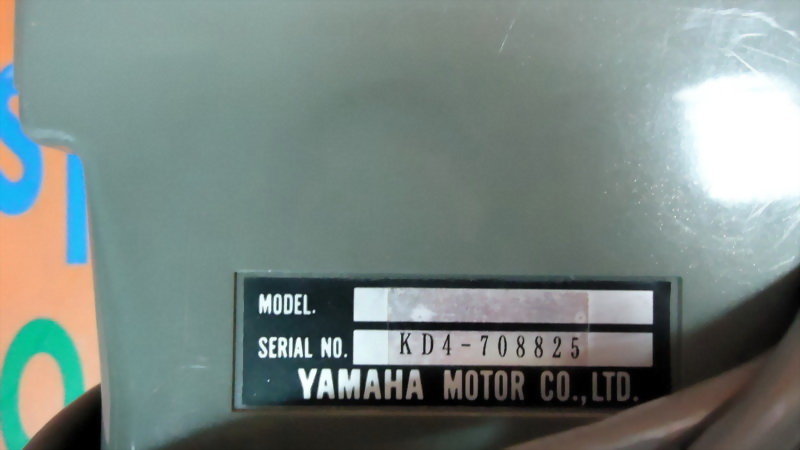 MODEL.
SERIAL NO. KD4-708825
YAMAHA MOTOR CO.,LTD.